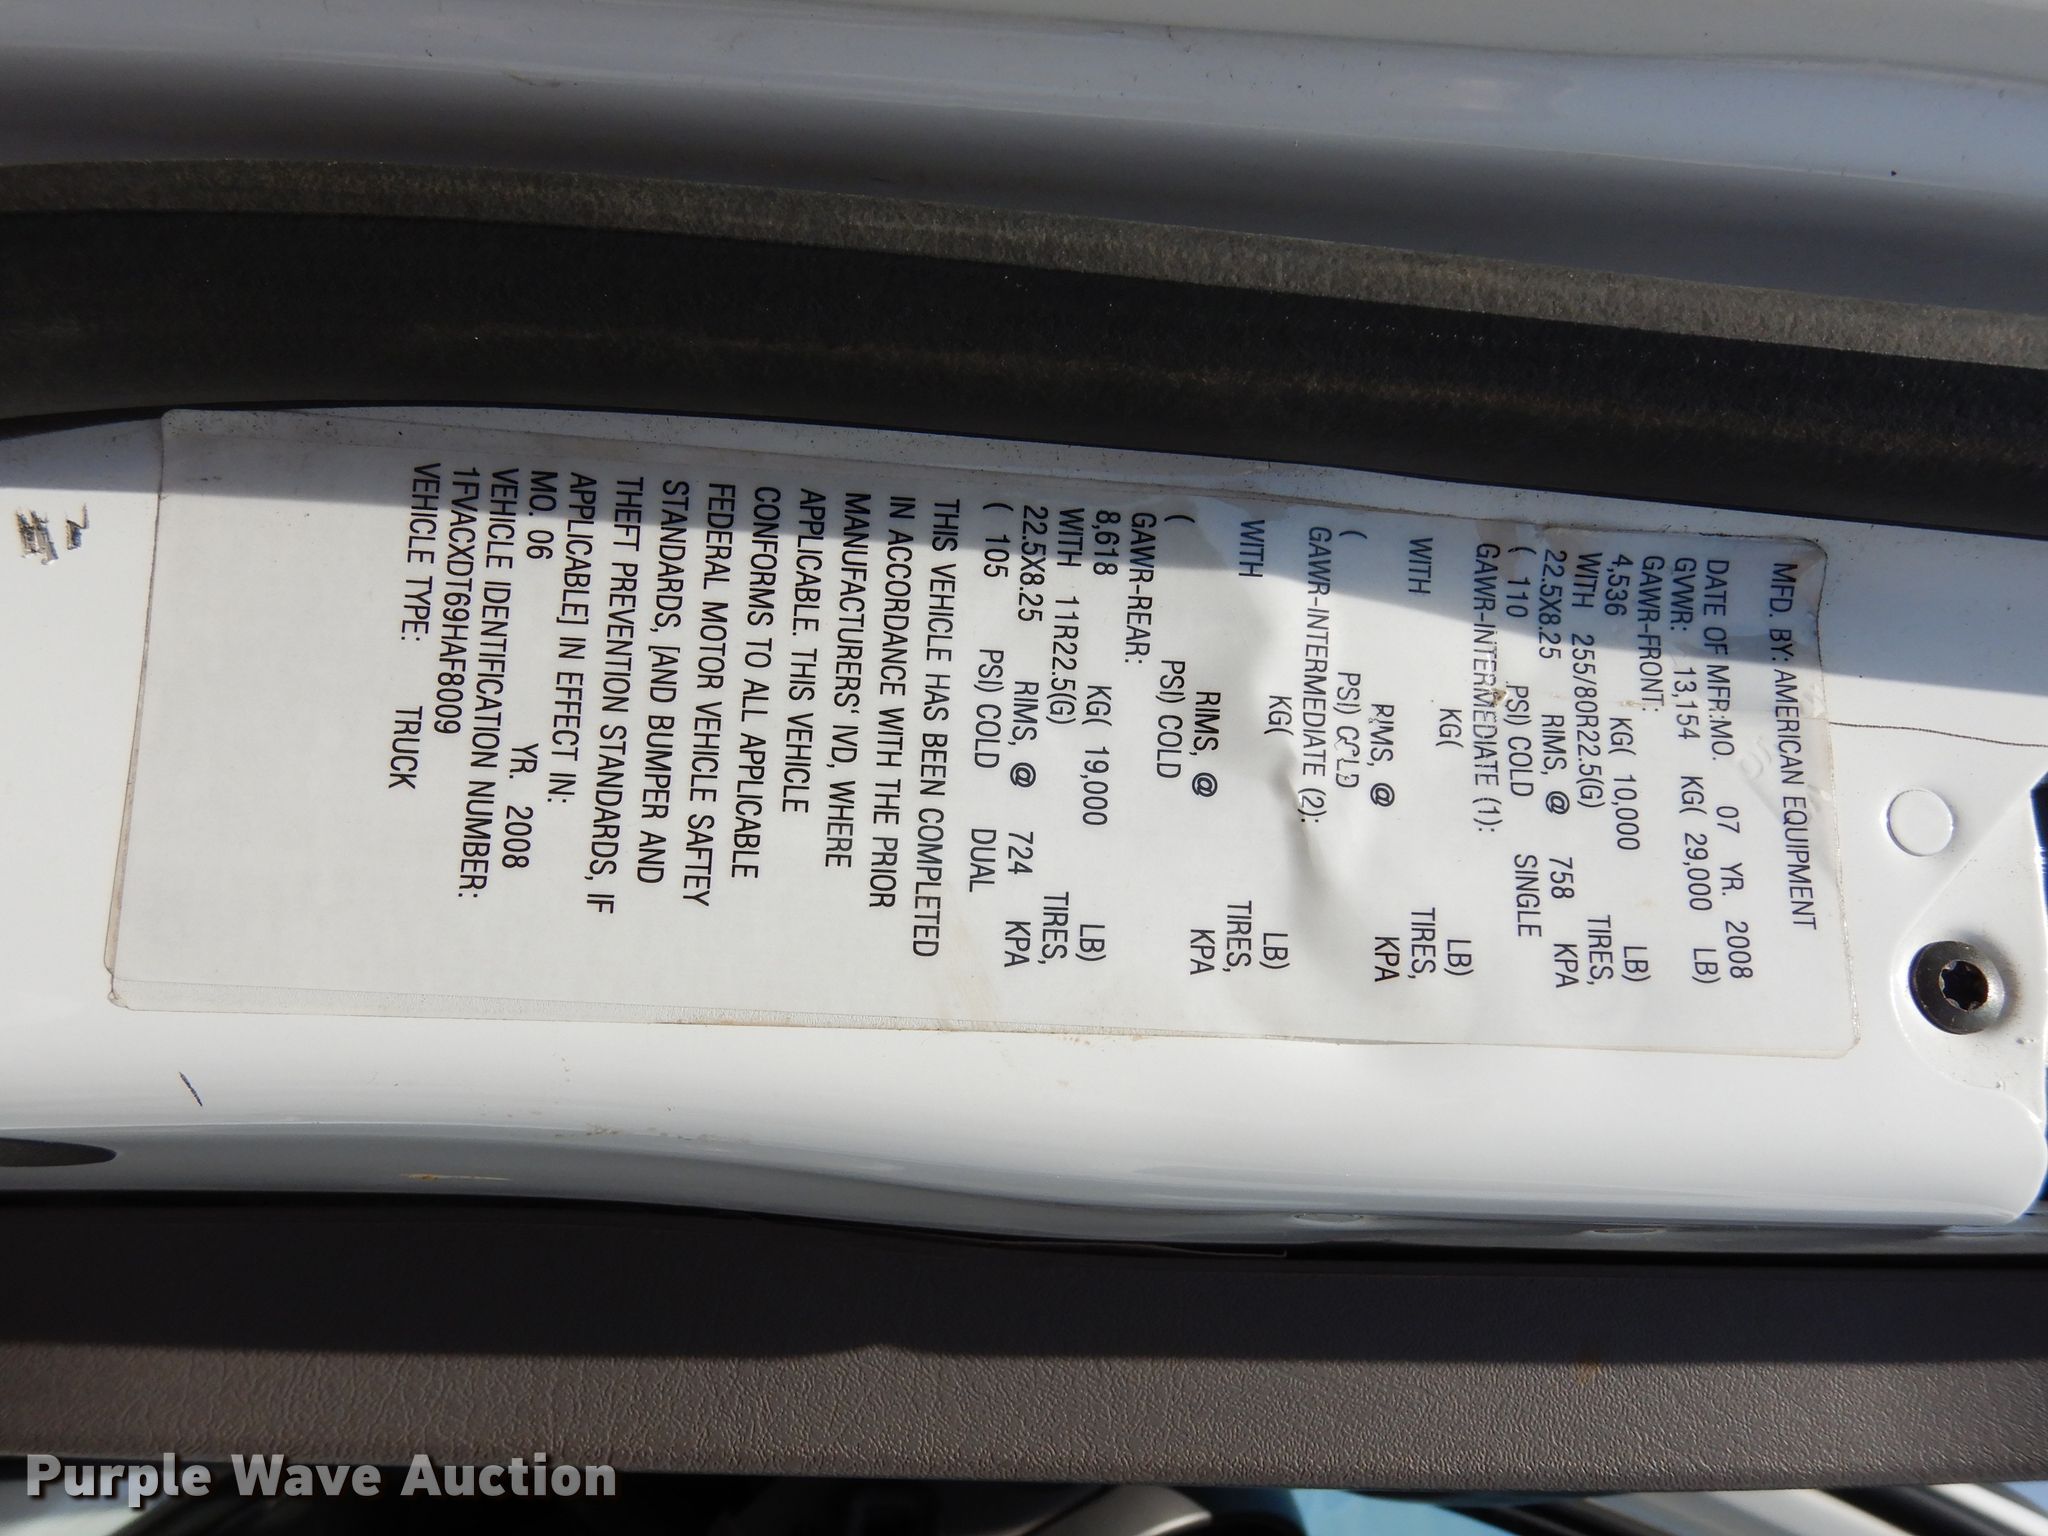 MFD. BY: AMERICAN EQUIPMENT
DATE OF MFR:MO. 07 YR. 2008
GVWR: 13,154 KG( 29,000 LB)
GAWR-FRONT:
4,536 KG( 10,000 LB)
WITH 255/80R22.5(G) TIRES,
22.5X8.25 RIMS, @ 758 KPA
( 110 PSI) COLD SINGLE
GAWR-INTERMEDIATE (1):
KG( LB)
WITH TIRES,
RIMS, @ KPA
( PSI) COLD
GAWR-INTERMEDIATE (2):
KG( LB)
WITH TIRES,
RIMS, @ KPA
( PSI) COLD
GAWR-REAR:
8,618 KG( 19,000 LB)
WITH 11R22.5(G) TIRES,
22.5X8.25 RIMS, @ 724 KPA
( 105 PSI) COLD DUAL
THIS VEHICLE HAS BEEN COMPLETED
IN ACCORDANCE WITH THE PRIOR
MANUFACTURERS' IVD, WHERE
APPLICABLE. THIS VEHICLE
CONFORMS TO ALL APPLICABLE
FEDERAL MOTOR VEHICLE SAFTEY
STANDARDS, [AND BUMPER AND
THEFT PREVENTION STANDARDS, IF
APPLICABLE] IN EFFECT IN:
MO. 06 YR. 2008
VEHICLE IDENTIFICATION NUMBER:
1FVACXDT69HAF8009
VEHICLE TYPE: TRUCK
Purple Wave Auction